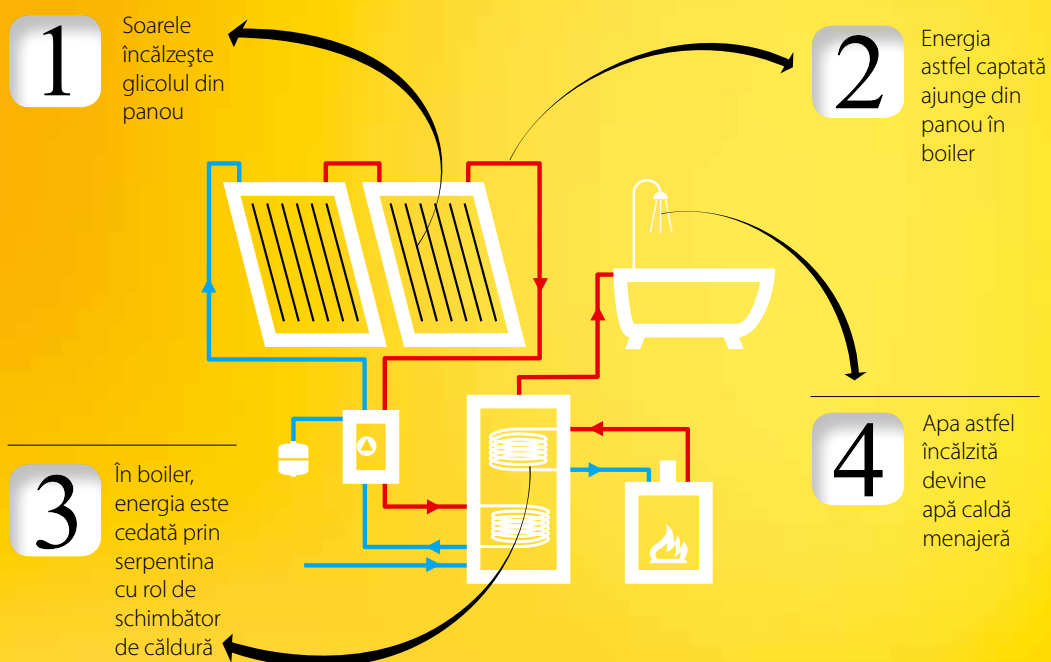 1
Soarele
încălzeşte
glicolul din
panou
2
Energia
astfel captată
ajunge din
panou în
boiler
3
În boiler,
energia este
cedată prin
serpentina
cu rol de
schimbător
de căldură
4
Apa astfel
încălzită
devine
apă caldă
menajeră